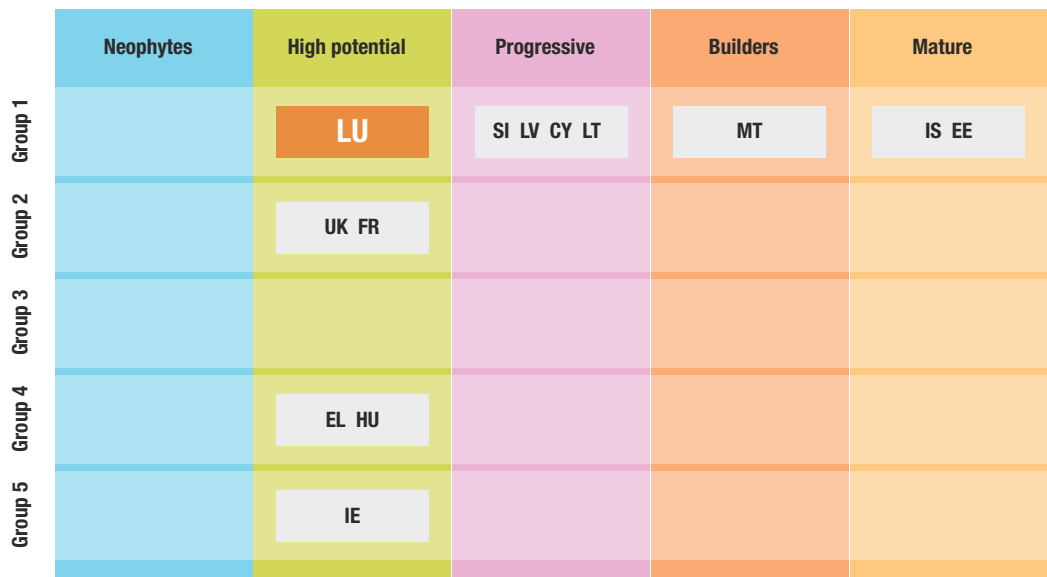 Neophytes High potential Progressive Builders Mature
Group 1 LU SI LV CY LT MT IS EE
Group 2 UK FR
Group 3
Group 4 EL HU
Group 5 IE